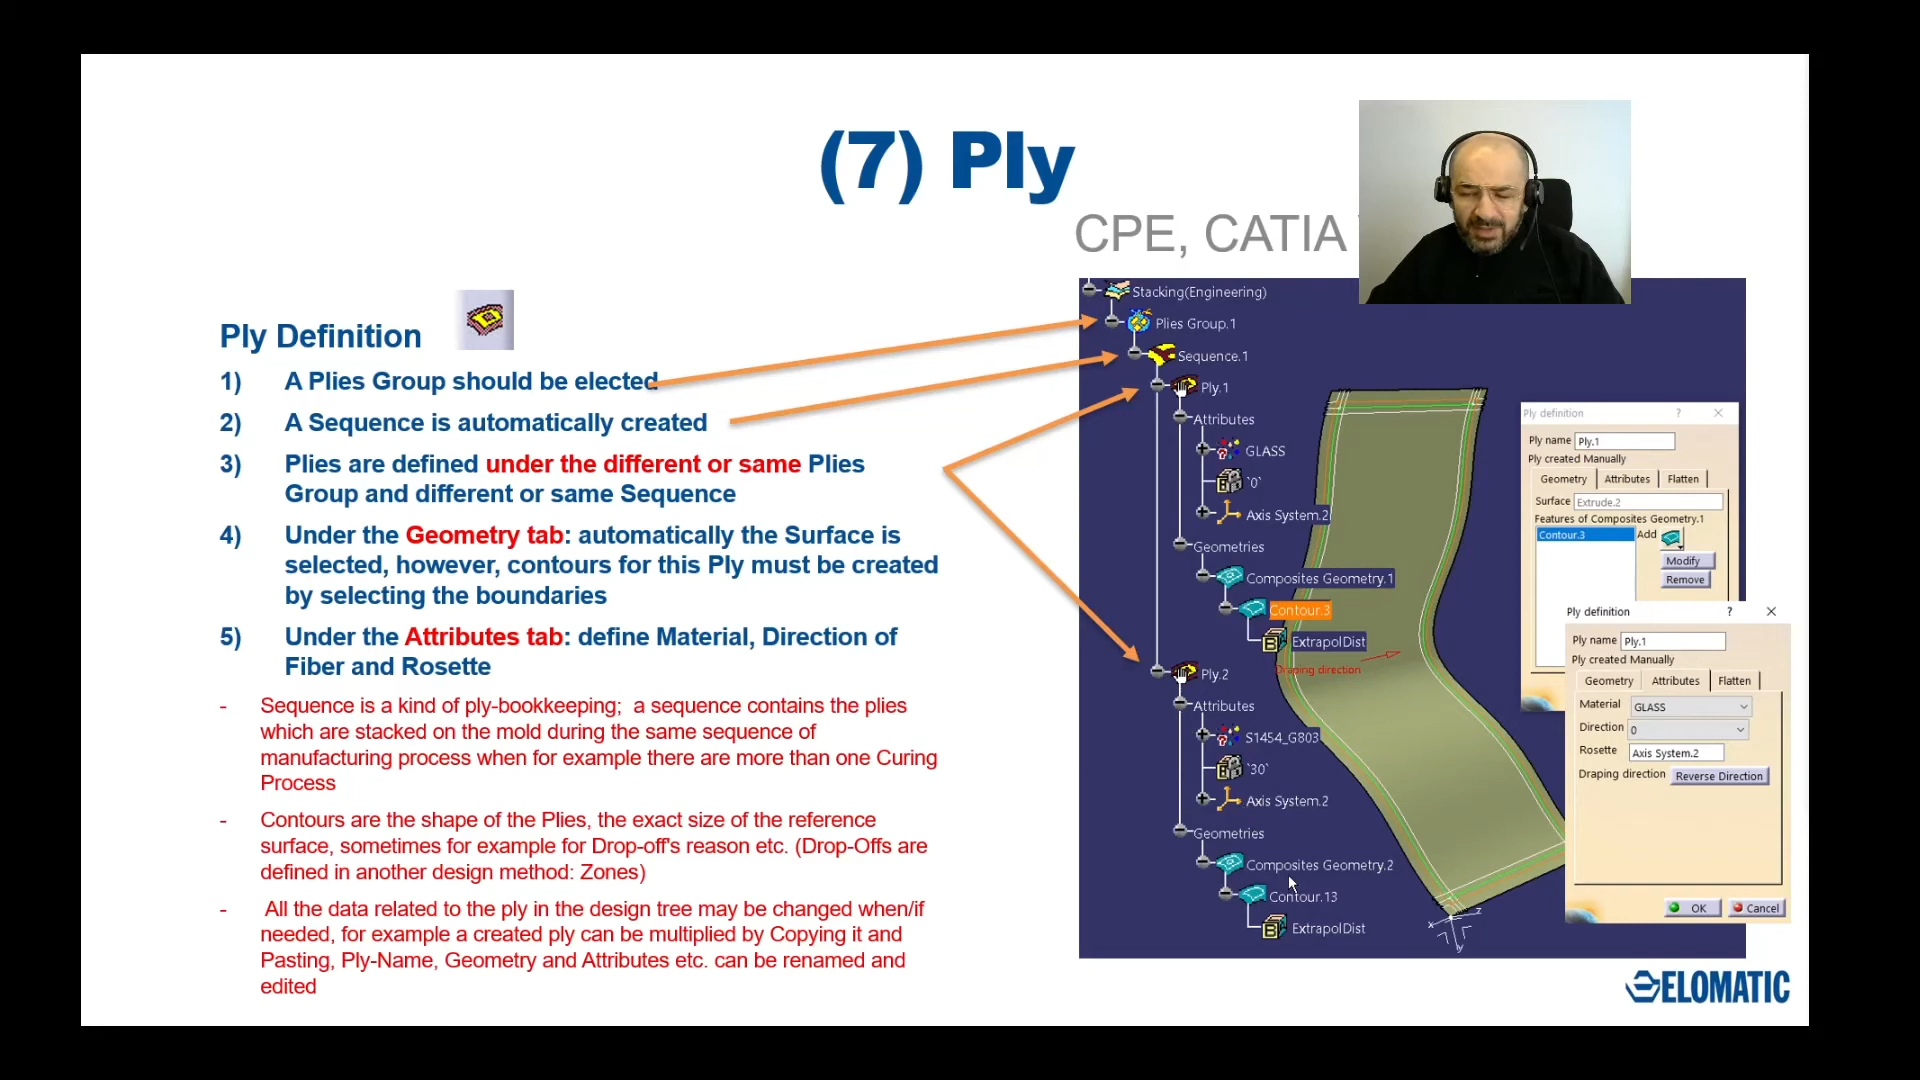 (7) Ply
CPE, CATIA
Ply Definition
1) A Plies Group should be elected
2) A Sequence is automatically created
3) Plies are defined under the different or same Plies
Group and different or same Sequence
4) Under the Geometry tab: automatically the Surface is
selected, however, contours for this Ply must be created
by selecting the boundaries
5) Under the Attributes tab: define Material, Direction of
Fiber and Rosette
- Sequence is a kind of ply-bookkeeping; a sequence contains the plies
which are stacked on the mold during the same sequence of
manufacturing process when for example there are more than one Curing
Process
- Contours are the shape of the Plies, the exact size of the reference
surface, sometimes for example for Drop-off's reason etc. (Drop-Offs are
defined in another design method: Zones)
- All the data related to the ply in the design tree may be changed when/if
needed, for example a created ply can be multiplied by Copying it and
Pasting, Ply-Name, Geometry and Attributes etc. can be renamed and
edited
Stacking(Engineering)
Plies Group.1
Sequence.1
Ply.1
Attributes
GLASS
`0`
Axis System.2
Geometries
Composites Geometry.1
Contour.3
ExtrapolDist
Draping direction
Ply.2
Attributes
S1454_G803
`30`
Axis System.2
Geometries
Composites Geometry.2
Contour.13
ExtrapolDist
x z
y
Ply definition ?
Ply name Ply.1
Ply created Manually
Geometry Attributes Flatten
Surface Extrude.2
Features of Composites Geometry.1
Contour.3 Add
Modify
Remove
Ply definition ?
Ply name Ply.1
Ply created Manually
Geometry Attributes Flatten
Material GLASS
Direction 0
Rosette Axis System.2
Draping direction Reverse Direction
OK Cancel
ELOMATIC